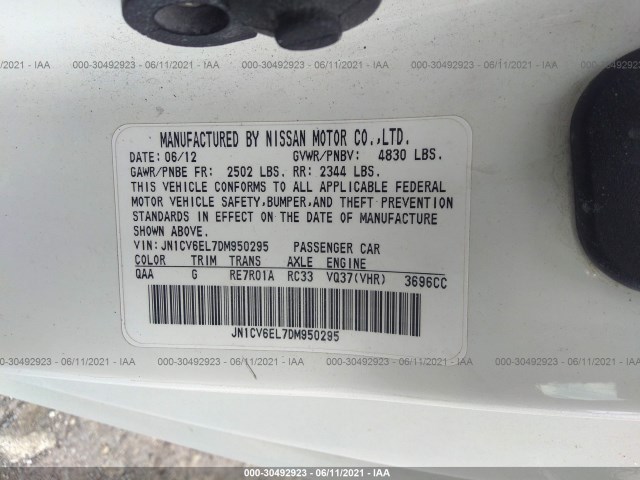 000-30492923 - 06/11/2021 - IAA
000-30492923 - 06/11/2021 - IAA
000-30492923 - 06/11/2021 - IAA
MANUFACTURED BY NISSAN MOTOR CO.,LTD.
DATE: 06/12 GVWR/PNBV: 4830 LBS.
GAWR/PNBE FR: 2502 LBS. RR: 2344 LBS.
THIS VEHICLE CONFORMS TO ALL APPLICABLE FEDERAL
MOTOR VEHICLE SAFETY,BUMPER,AND THEFT PREVENTION
STANDARDS IN EFFECT ON THE DATE OF MANUFACTURE
SHOWN ABOVE.
VIN: JN1CV6EL7DM950295 PASSENGER CAR
COLOR TRIM TRANS AXLE ENGINE
QAA G RE7R01A RC33 VQ37(VHR) 3696CC
JN1CV6EL7DM950295
000-30492923 - 06/11/2021 - IAA
000-30492923 - 06/11/2021 - IAA
000-30492923 - 06/11/2021 - IAA
000-30492923 - 06/11/2021 - IAA